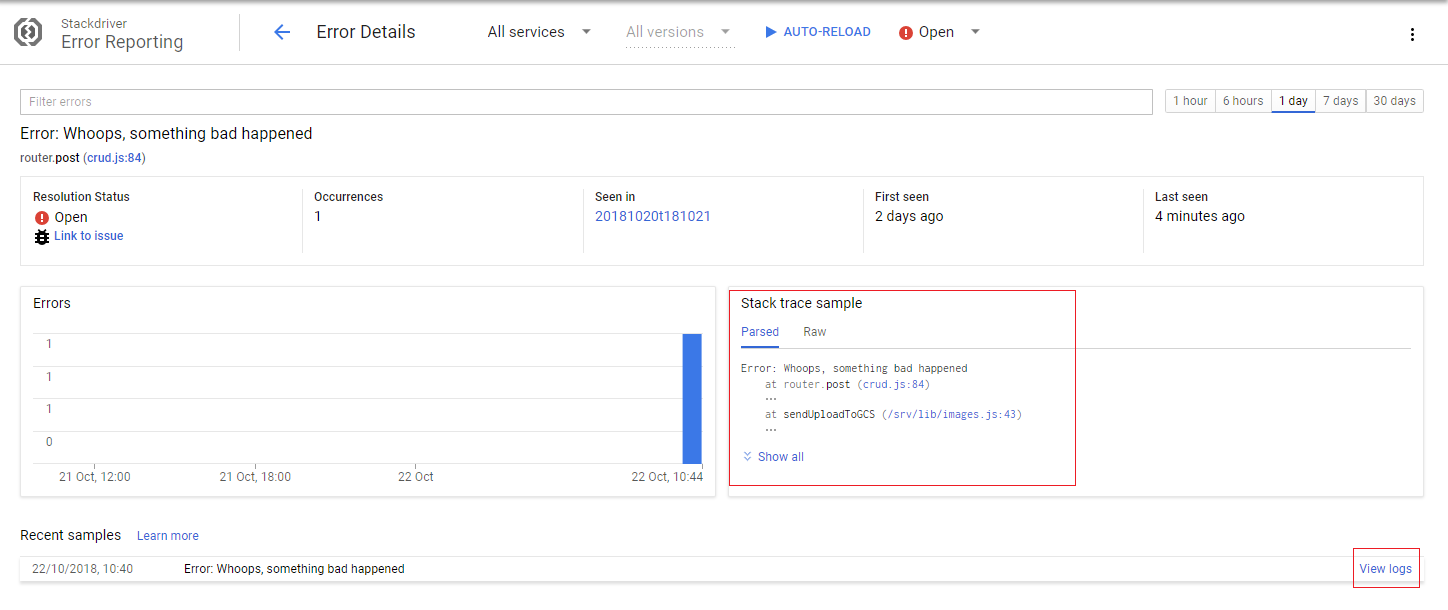 Stackdriver
Error Reporting
Error Details
All services
All versions
AUTO-RELOAD
Open
Filter errors
1 hour
6 hours
1 day
7 days
30 days
Error: Whoops, something bad happened
router.post (crud.js:84)
Resolution Status
Open
Link to issue
Occurrences
1
Seen in
20181020t181021
First seen
2 days ago
Last seen
4 minutes ago
Errors
1
1
1
0
21 Oct, 12:00
21 Oct, 18:00
22 Oct
22 Oct, 10:44
Stack trace sample
Parsed
Raw
Error: Whoops, something bad happened
at router.post (crud.js:84)
...
at sendUploadToGCS (/srv/lib/images.js:43)
...
Show all
Recent samples
Learn more
22/10/2018, 10:40
Error: Whoops, something bad happened
View logs